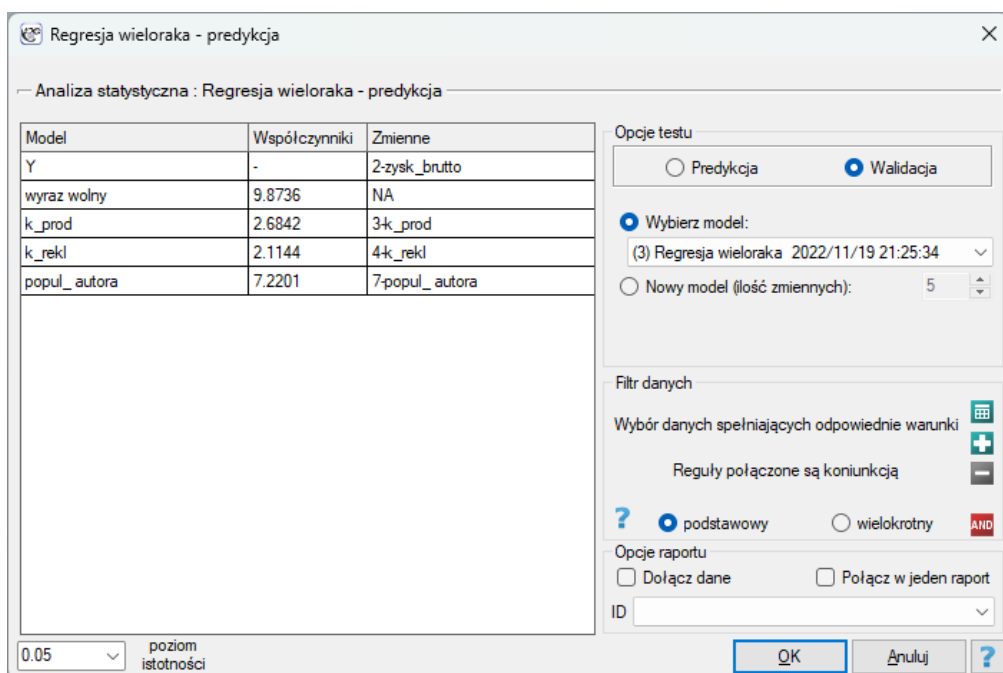 Regresja wieloraka - predykcja
Analiza statystyczna : Regresja wieloraka - predykcja
Model Współczynniki Zmienne
Y - 2-zysk_brutto
wyraz wolny 9.8736 NA
k_prod 2.6842 3-k_prod
k_rekl 2.1144 4-k_rekl
popul_ autora 7.2201 7-popul_ autora
Opcje testu
Predykcja Walidacja
Wybierz model:
(3) Regresja wieloraka 2022/11/19 21:25:34
Nowy model (ilość zmiennych): 5
Filtr danych
Wybór danych spełniających odpowiednie warunki
Reguły połączone są koniunkcją
? podstawowy wielokrotny AND
Opcje raportu
Dołącz dane Połącz w jeden raport
ID
0.05 poziom istotności
OK Anuluj ?